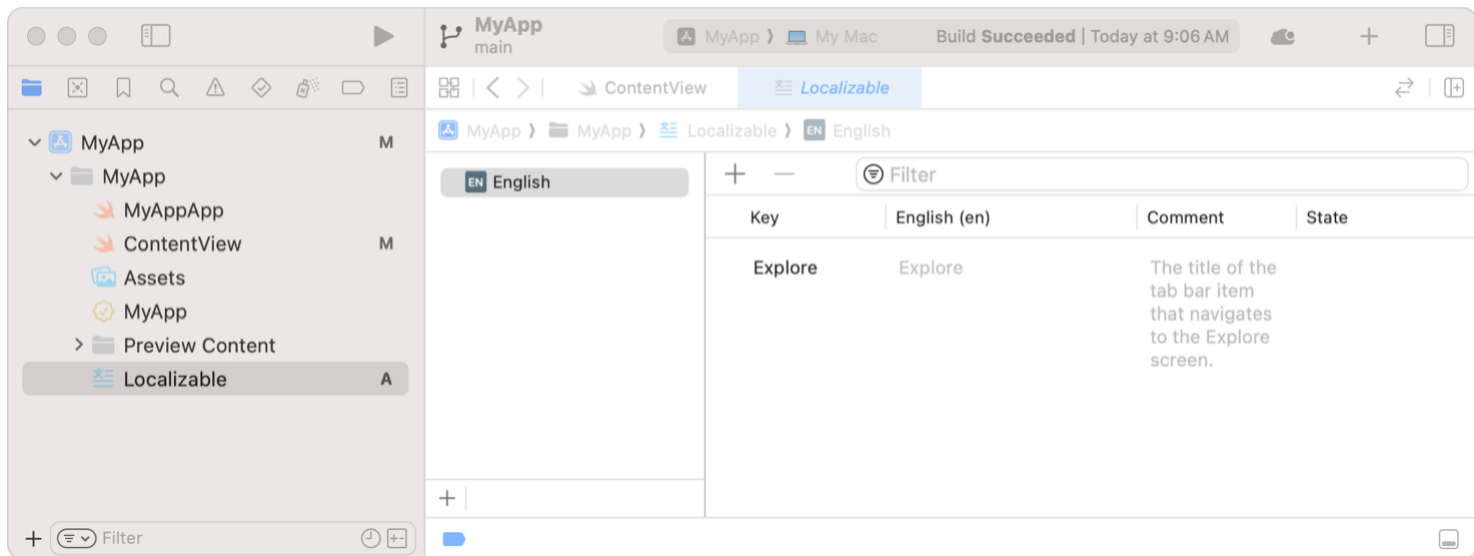 MyApp
main
MyApp
My Mac
Build Succeeded | Today at 9:06 AM
ContentView
Localizable
MyApp
MyApp
Localizable
EN English
MyApp M
MyApp
MyAppApp
ContentView M
Assets
MyApp
Preview Content
Localizable A
Filter
EN English
Filter
Key English (en) Comment State
Explore Explore The title of the
tab bar item
that navigates
to the Explore
screen.